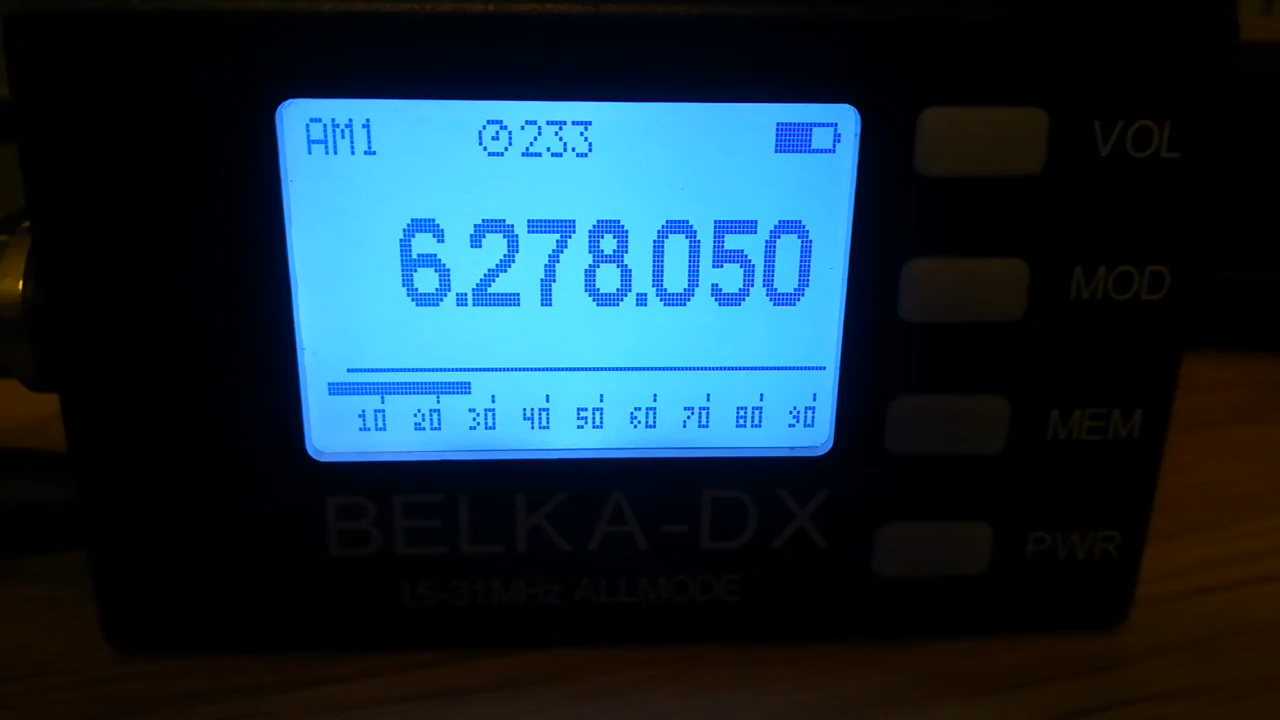 AM1 233
6.278.050
10 20 30 40 50 60 70 80 90
VOL
MOD
MEM
PWR
BELKA-DX
1.5-31MHz ALLMODE